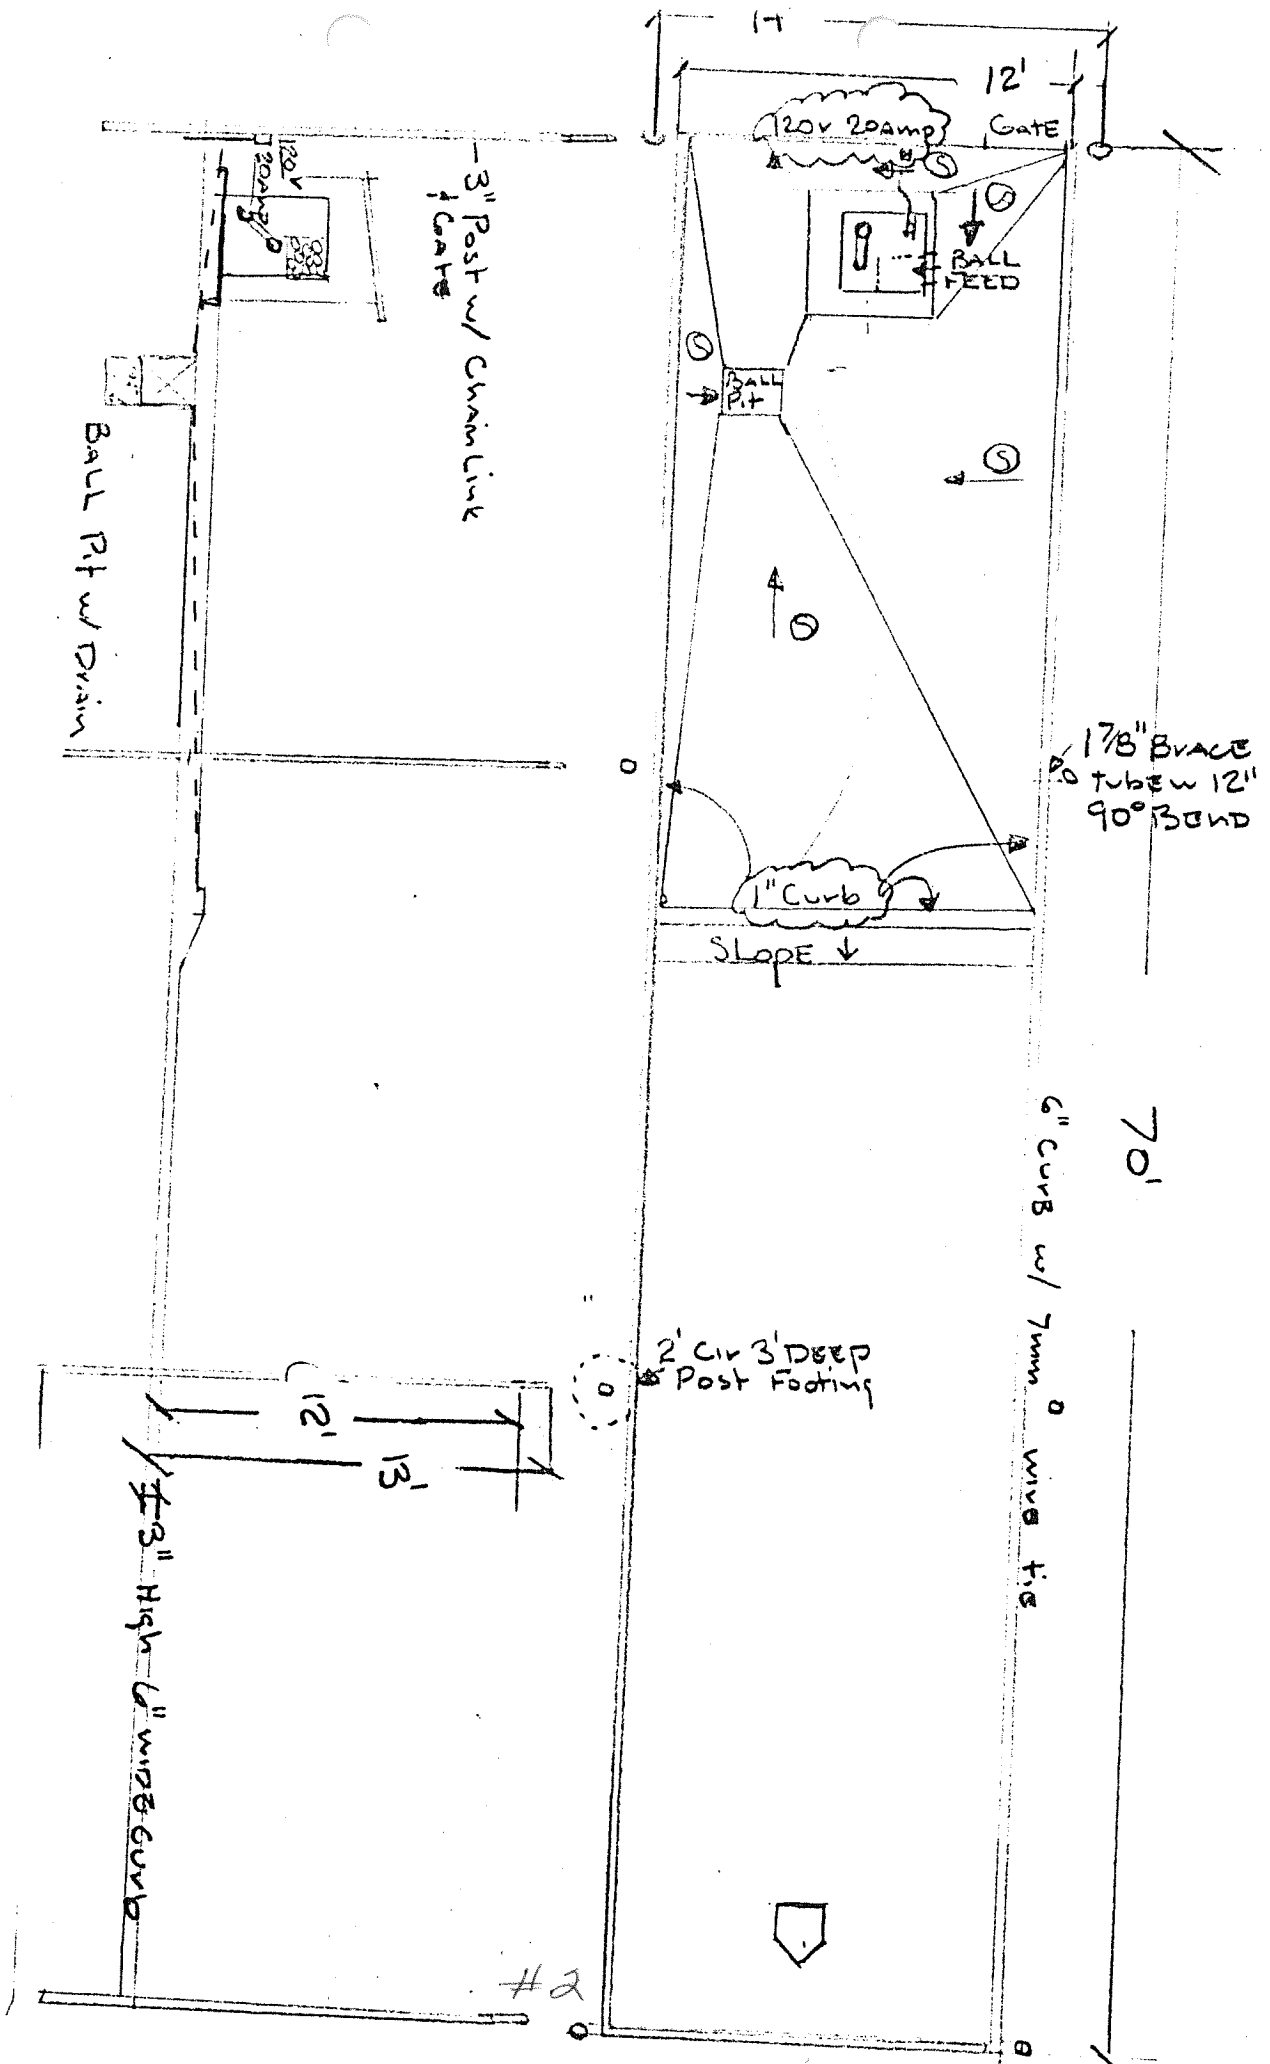 14
12'
120v 20Amp
Gate
S
S
BALL
FEED
120V
20AMP
3" Post w/ Chain Link
+ Gate
S
BALL
Pit
S
S
Ball Pit w/ Drain
1 7/8" Brace
tube w 12"
90° Bend
1" Curb
SLOPE
70'
6" Curb w/ 7mm o wire tie
2' Cir 3' DEEP
Post Footing
12'
13'
3" High 6" wide Curb
#2